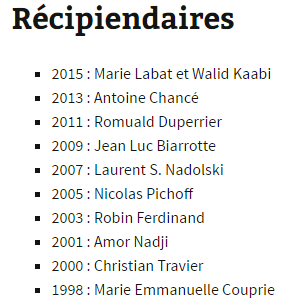 Récipiendaires
▪ 2015 : Marie Labat et Walid Kaabi
▪ 2013 : Antoine Chancé
▪ 2011 : Romuald Duperrier
▪ 2009 : Jean Luc Biarrotte
▪ 2007 : Laurent S. Nadolski
▪ 2005 : Nicolas Pichoff
▪ 2003 : Robin Ferdinand
▪ 2001 : Amor Nadji
▪ 2000 : Christian Travier
▪ 1998 : Marie Emmanuelle Couprie